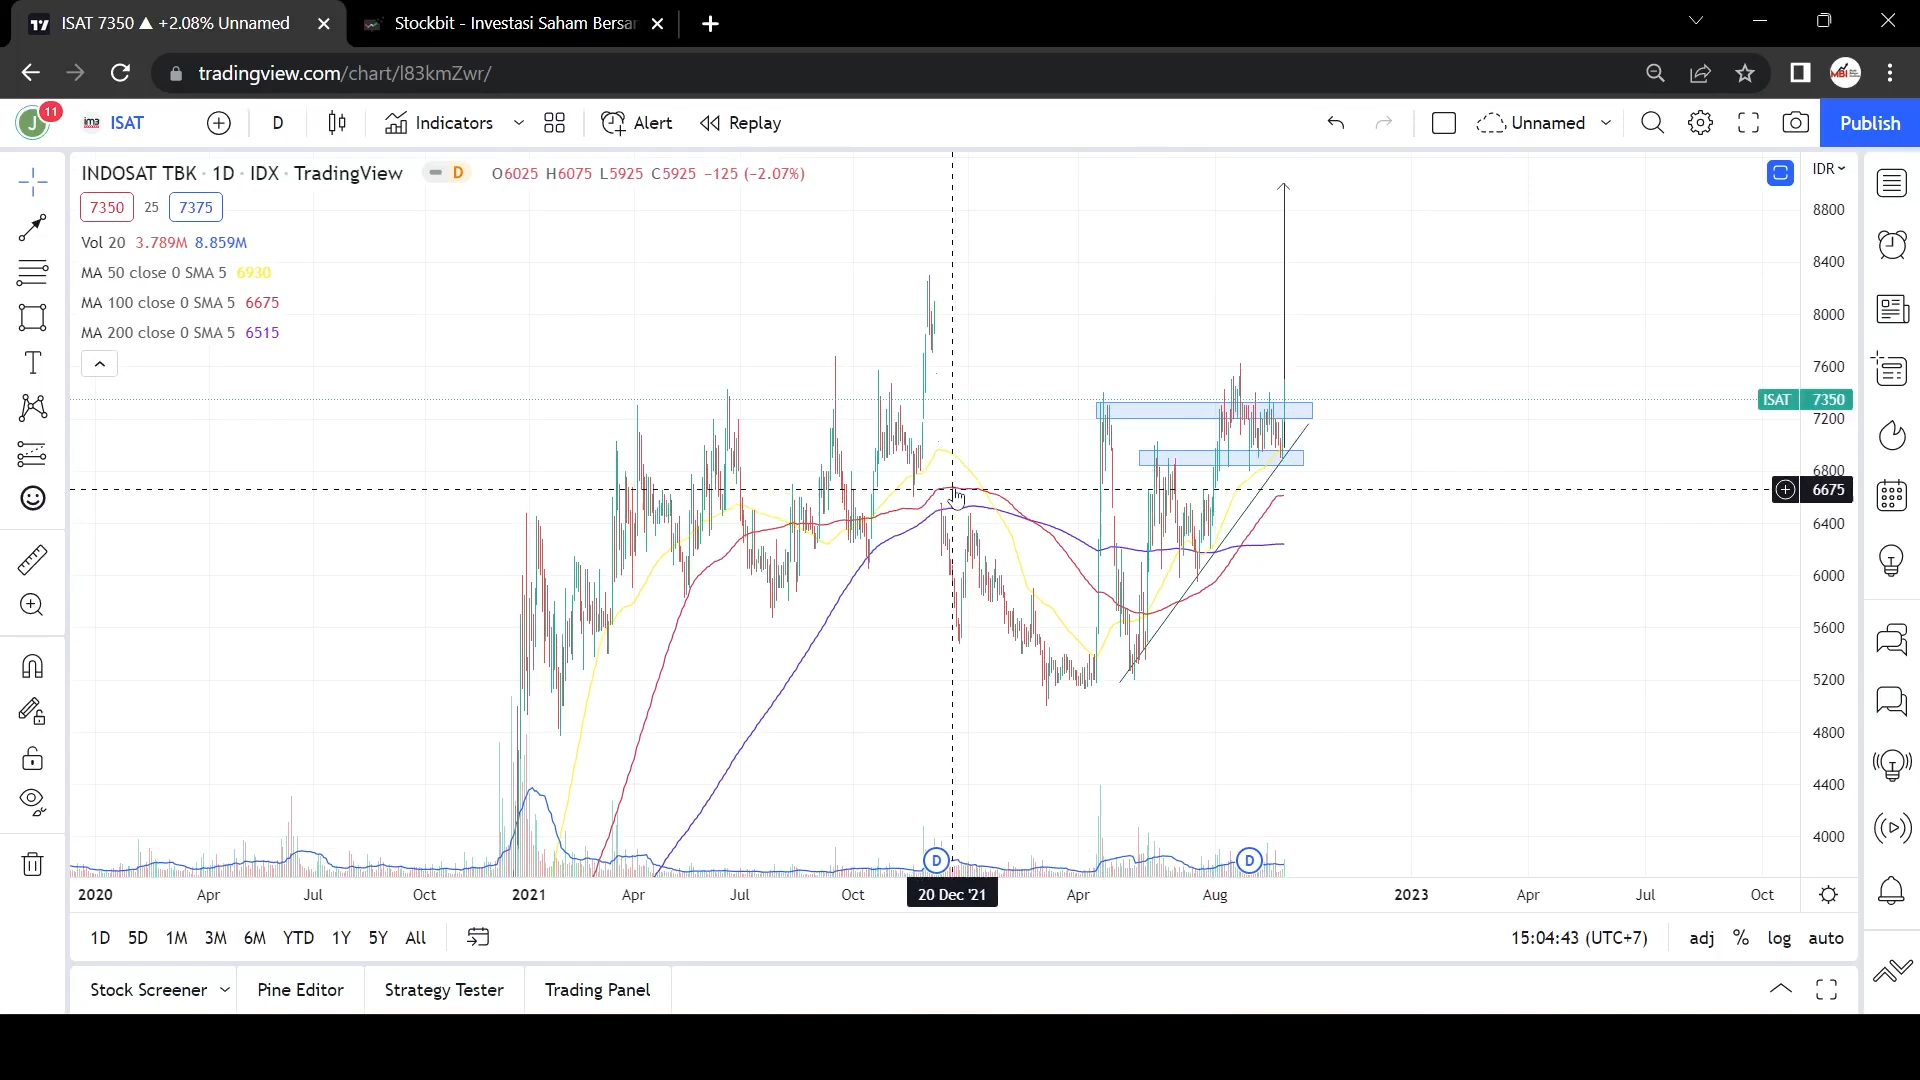 ISAT 7350 ▲ +2.08% Unnamed
Stockbit - Investasi Saham Bersar
tradingview.com/chart/l83kmZwr/
J 11 im3 ISAT D Indicators Alert Replay Unnamed Publish
INDOSAT TBK · 1D · IDX · TradingView D O6025 H6075 L5925 C5925 −125 (−2.07%) IDR
7350 25 7375
Vol 20 3.789M 8.859M
MA 50 close 0 SMA 5 6930
MA 100 close 0 SMA 5 6675
MA 200 close 0 SMA 5 6515
8800
8400
8000
7600
ISAT 7350
7200
6800
6675
6400
6000
5600
5200
4800
4400
4000
D D
2020 Apr Jul Oct 2021 Apr Jul Oct 20 Dec '21 Apr Aug 2023 Apr Jul Oct
1D 5D 1M 3M 6M YTD 1Y 5Y All 15:04:43 (UTC+7) adj % log auto
Stock Screener Pine Editor Strategy Tester Trading Panel